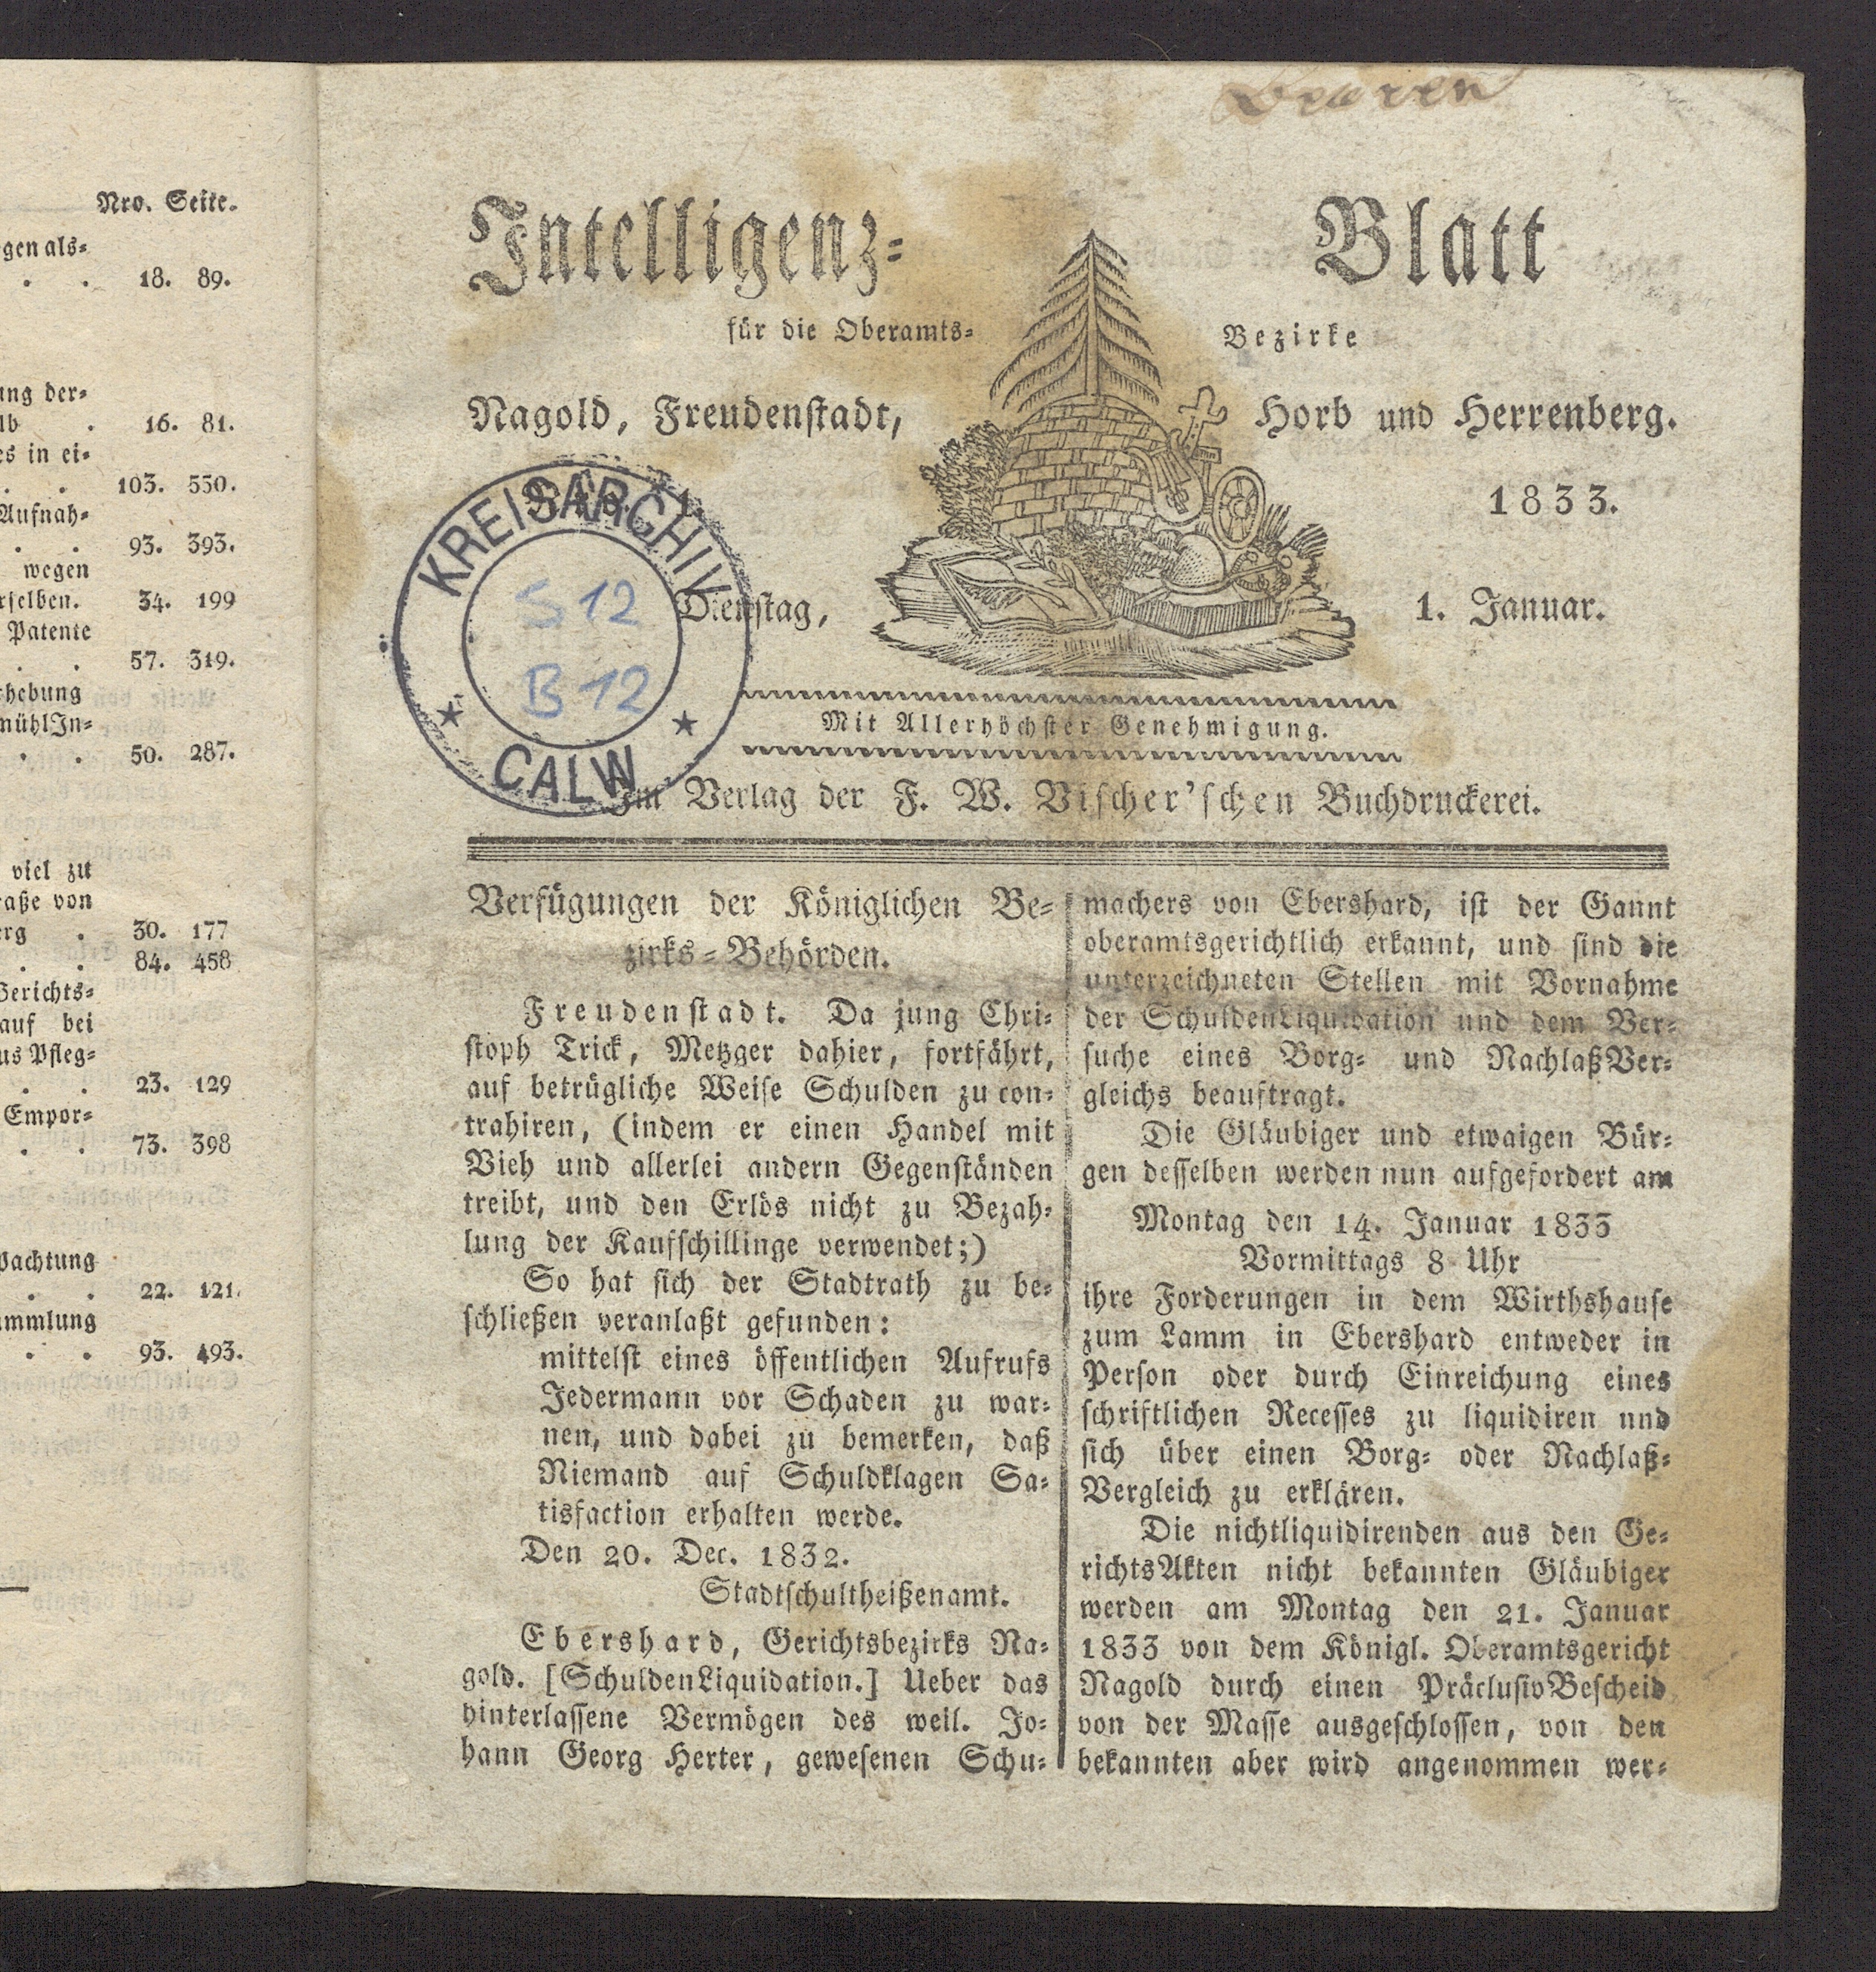 Nro. Seite.
gen als-
. . 18. 89.
ung der-
lb . 16. 81.
es in ei-
. . 103. 550.
Aufnah-
. . 93. 393.
wegen
rselben. 34. 199
Patente
. . 57. 319.
hebung
mühlIn-
. . 50. 287.
viel zu
raße von
erg . 30. 177
. . 84. 458
Gerichts-
auf bei
us Pfleg-
. . 23. 129
Empor-
. . 73. 398
achtung
. . 22. 121.
mmlung
. . 93. 493.
Intelligenz- Blatt
für die Oberamts- Bezirke
Nagold, Freudenstadt, Horb und Herrenberg.
1833.
KREISARCHIV
S 12
B 12
CALW
Dienstag, 1. Januar.
Mit Allerhöchster Genehmigung.
Im Verlag der F. W. Vischer'schen Buchdruckerei.
Verfügungen der Königlichen Be-
zirks-Behörden.
Freudenstadt. Da jung Chri-
stoph Trick, Metzger dahier, fortfährt,
auf betrügliche Weise Schulden zu con-
trahiren, (indem er einen Handel mit
Vieh und allerlei andern Gegenständen
treibt, und den Erlös nicht zu Bezah-
lung der Kaufschillinge verwendet;)
So hat sich der Stadtrath zu be-
schließen veranlaßt gefunden:
mittelst eines öffentlichen Aufrufs
Jedermann vor Schaden zu war-
nen, und dabei zu bemerken, daß
Niemand auf Schuldklagen Sa-
tisfaction erhalten werde.
Den 20. Dec. 1832.
Stadtschultheißenamt.
Ebershard, Gerichtsbezirks Na-
gold. [SchuldenLiquidation.] Ueber das
hinterlassene Vermögen des weil. Jo-
hann Georg Herter, gewesenen Schu-
machers von Ebershard, ist der Gannt
oberamtsgerichtlich erkannt, und sind die
unterzeichneten Stellen mit Vornahme
der SchuldenLiquidation und dem Ver-
suche eines Borg- und NachlaßVer-
gleichs beauftragt.
Die Gläubiger und etwaigen Bür-
gen desselben werden nun aufgefordert am
Montag den 14. Januar 1833
Vormittags 8 Uhr
ihre Forderungen in dem Wirthshause
zum Lamm in Ebershard entweder in
Person oder durch Einreichung eines
schriftlichen Recesses zu liquidiren und
sich über einen Borg- oder Nachlaß-
Vergleich zu erklären.
Die nichtliquidirenden aus den Ge-
richtsAkten nicht bekannten Gläubiger
werden am Montag den 21. Januar
1833 von dem Königl. Oberamtsgericht
Nagold durch einen PräclusivBescheid
von der Masse ausgeschlossen, von den
bekannten aber wird angenommen wer-